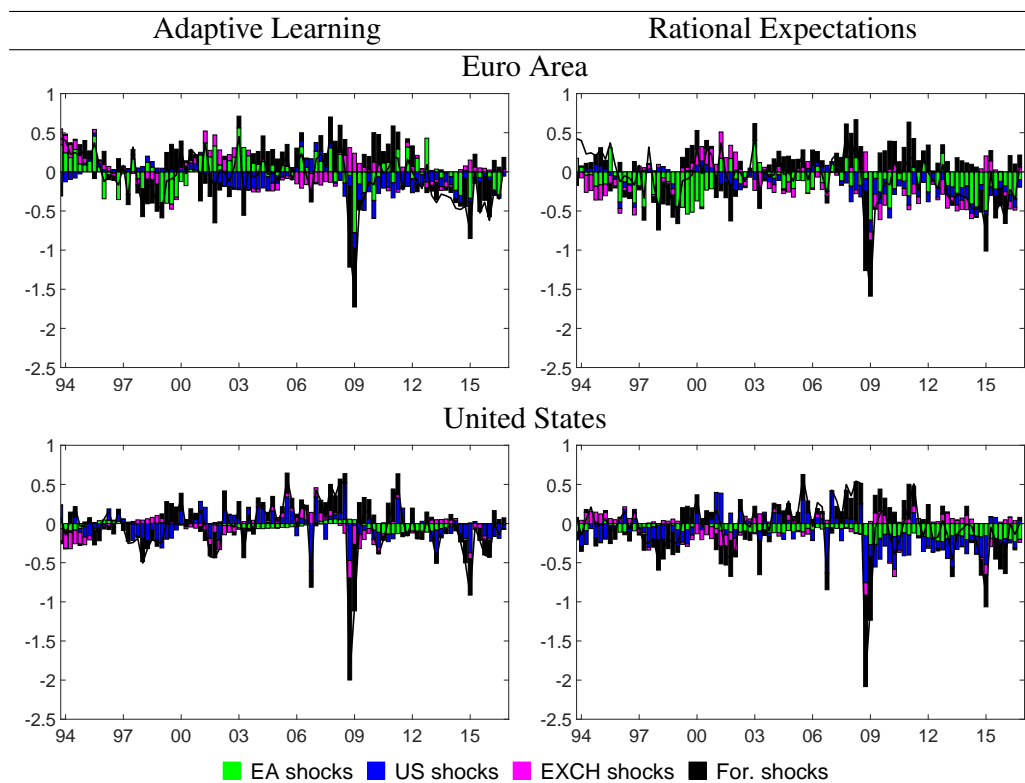 Adaptive Learning Rational Expectations
Euro Area
1 1
0.5 0.5
0 0
-0.5 -0.5
-1 -1
-1.5 -1.5
-2 -2
-2.5 -2.5
94 97 00 03 06 09 12 15 94 97 00 03 06 09 12 15
United States
1 1
0.5 0.5
0 0
-0.5 -0.5
-1 -1
-1.5 -1.5
-2 -2
-2.5 -2.5
94 97 00 03 06 09 12 15 94 97 00 03 06 09 12 15
EA shocks US shocks EXCH shocks For. shocks